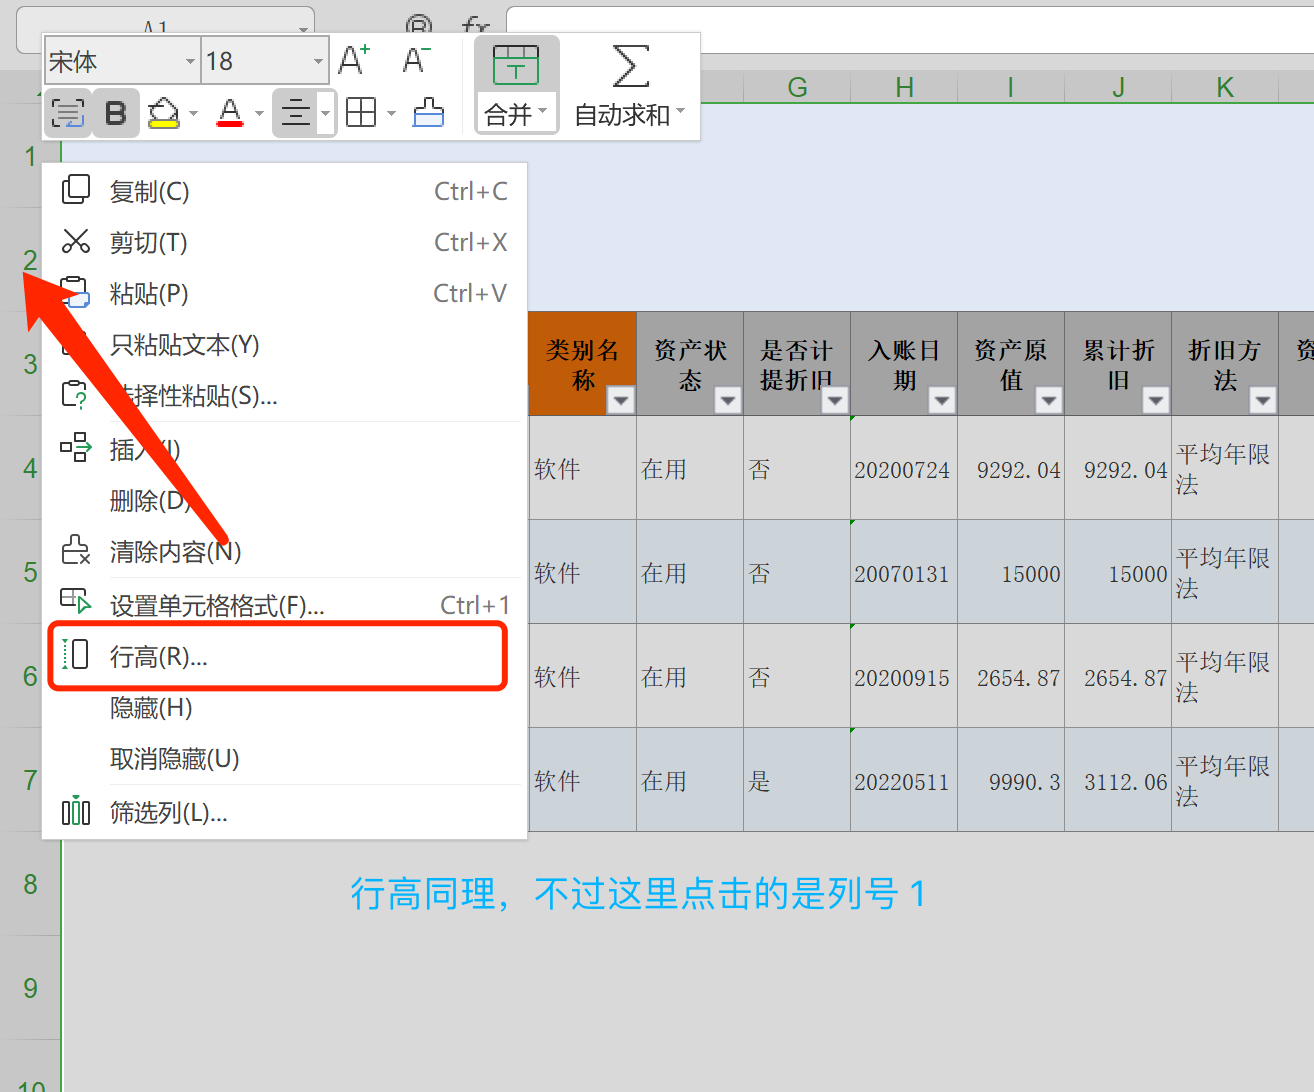 A1
fx
宋体
18
A+
A-
合并
自动求和
B
A
G H I J K
1
2
3
4
5
6
7
8
9
10
复制(C) Ctrl+C
剪切(T) Ctrl+X
粘贴(P) Ctrl+V
只粘贴文本(Y)
选择性粘贴(S)...
插入(I)
删除(D)
清除内容(N)
设置单元格格式(F)... Ctrl+1
行高(R)...
隐藏(H)
取消隐藏(U)
筛选列(L)...
类别名称 资产状态 是否计提折旧 入账日期 资产原值 累计折旧 折旧方法 资
软件 在用 否 20200724 9292.04 9292.04 平均年限法
软件 在用 否 20070131 15000 15000 平均年限法
软件 在用 否 20200915 2654.87 2654.87 平均年限法
软件 在用 是 20220511 9990.3 3112.06 平均年限法
行高同理，不过这里点击的是列号 1